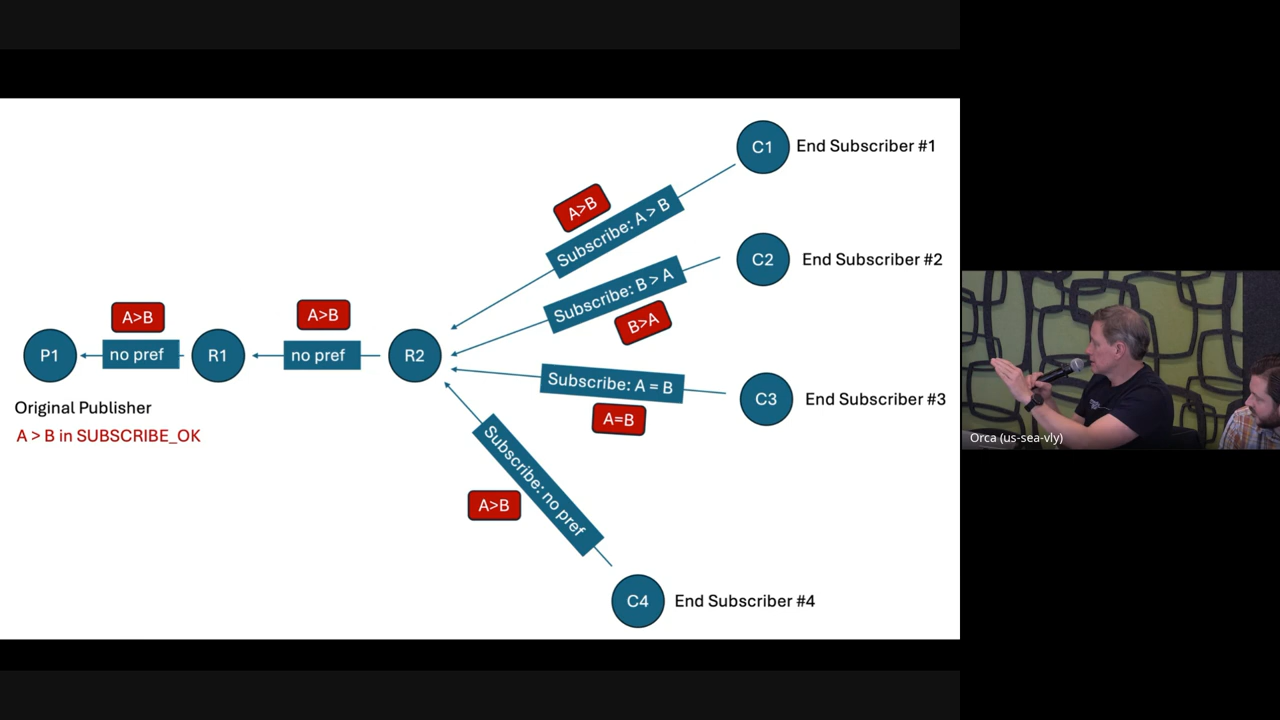 C1
End Subscriber #1
A>B
Subscribe: A > B
C2
End Subscriber #2
Subscribe: B > A
B>A
A>B
A>B
P1
no pref
R1
no pref
R2
Subscribe: A = B
A=B
C3
End Subscriber #3
Original Publisher
A > B in SUBSCRIBE_OK
Subscribe: no pref
A>B
C4
End Subscriber #4
Orca (us-sea-vly)